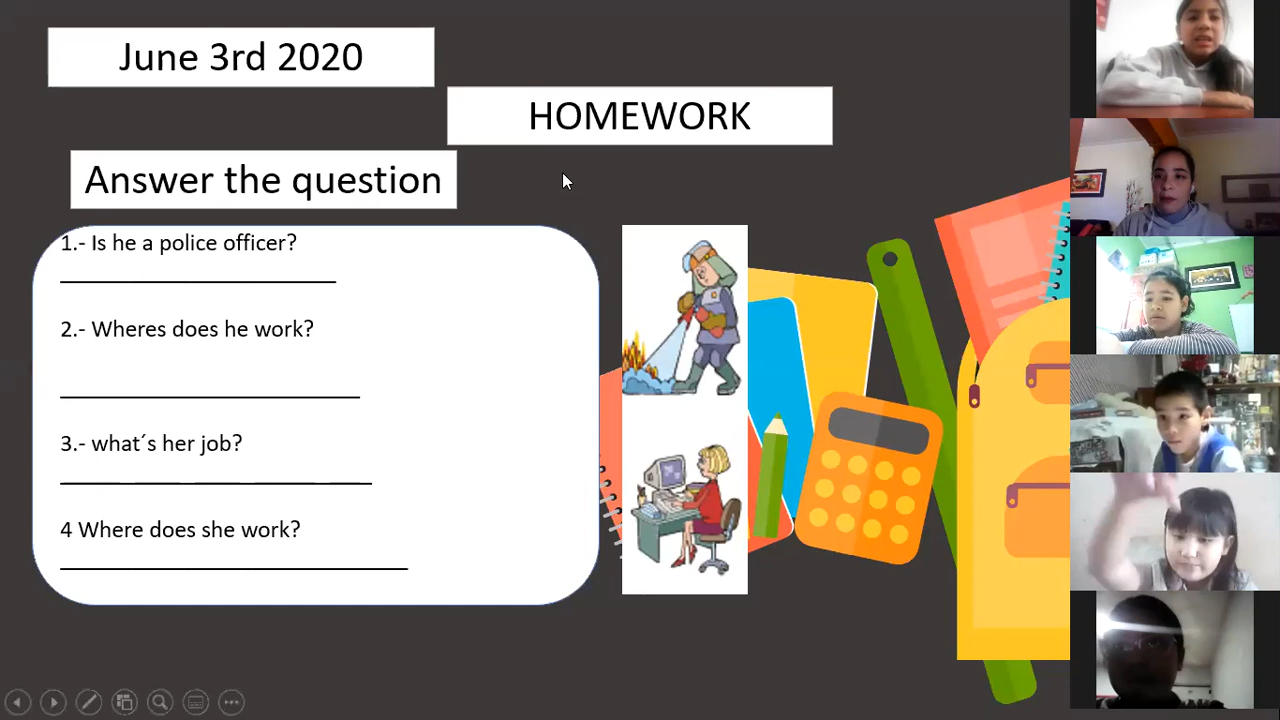 June 3rd 2020
HOMEWORK
Answer the question
1.- Is he a police officer?
2.- Wheres does he work?
3.- what´s her job?
4 Where does she work?